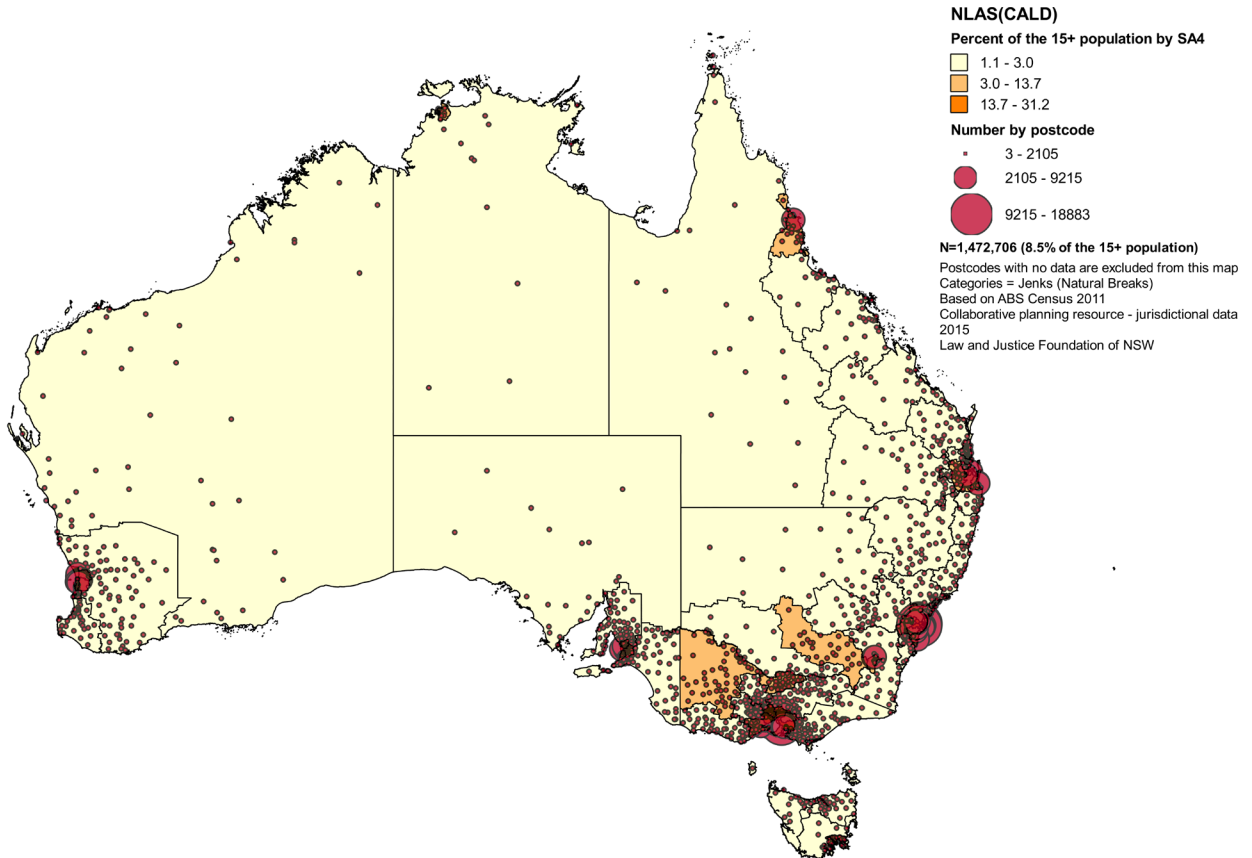 NLAS(CALD)
Percent of the 15+ population by SA4
1.1 - 3.0
3.0 - 13.7
13.7 - 31.2
Number by postcode
3 - 2105
2105 - 9215
9215 - 18883
N=1,472,706 (8.5% of the 15+ population)
Postcodes with no data are excluded from this map
Categories = Jenks (Natural Breaks)
Based on ABS Census 2011
Collaborative planning resource - jurisdictional data
2015
Law and Justice Foundation of NSW